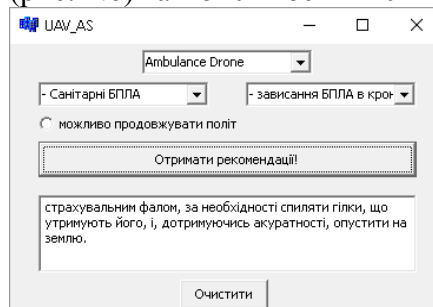 UAV_AS
Ambulance Drone
- Санітарні БПЛА
- зависання БПЛА в крон
можливо продовжувати політ
Отримати рекомендації!
страхувальним фалом, за необхідності спиляти гілки, що
утримують його, і, дотримуючись акуратності, опустити на
землю.
Очистити